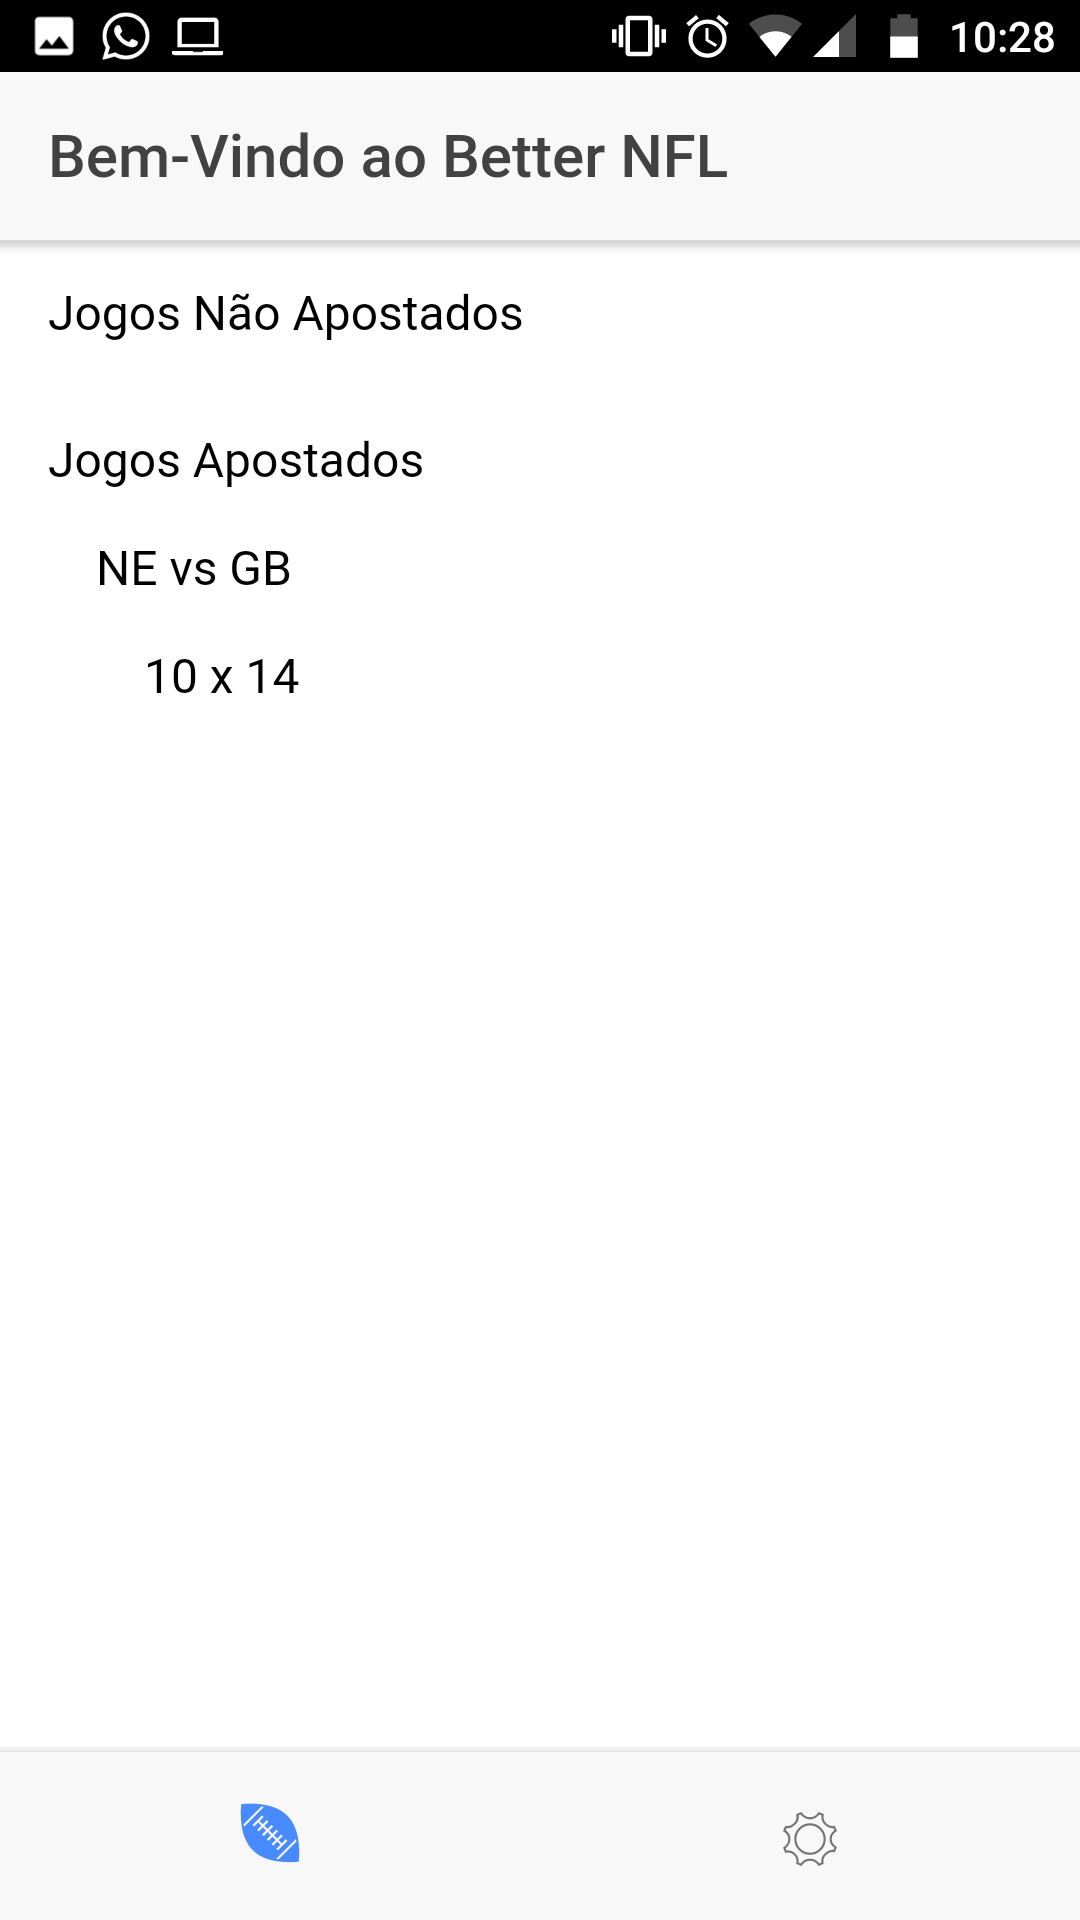 10:28
Bem-Vindo ao Better NFL
Jogos Não Apostados
Jogos Apostados
NE vs GB
10 x 14